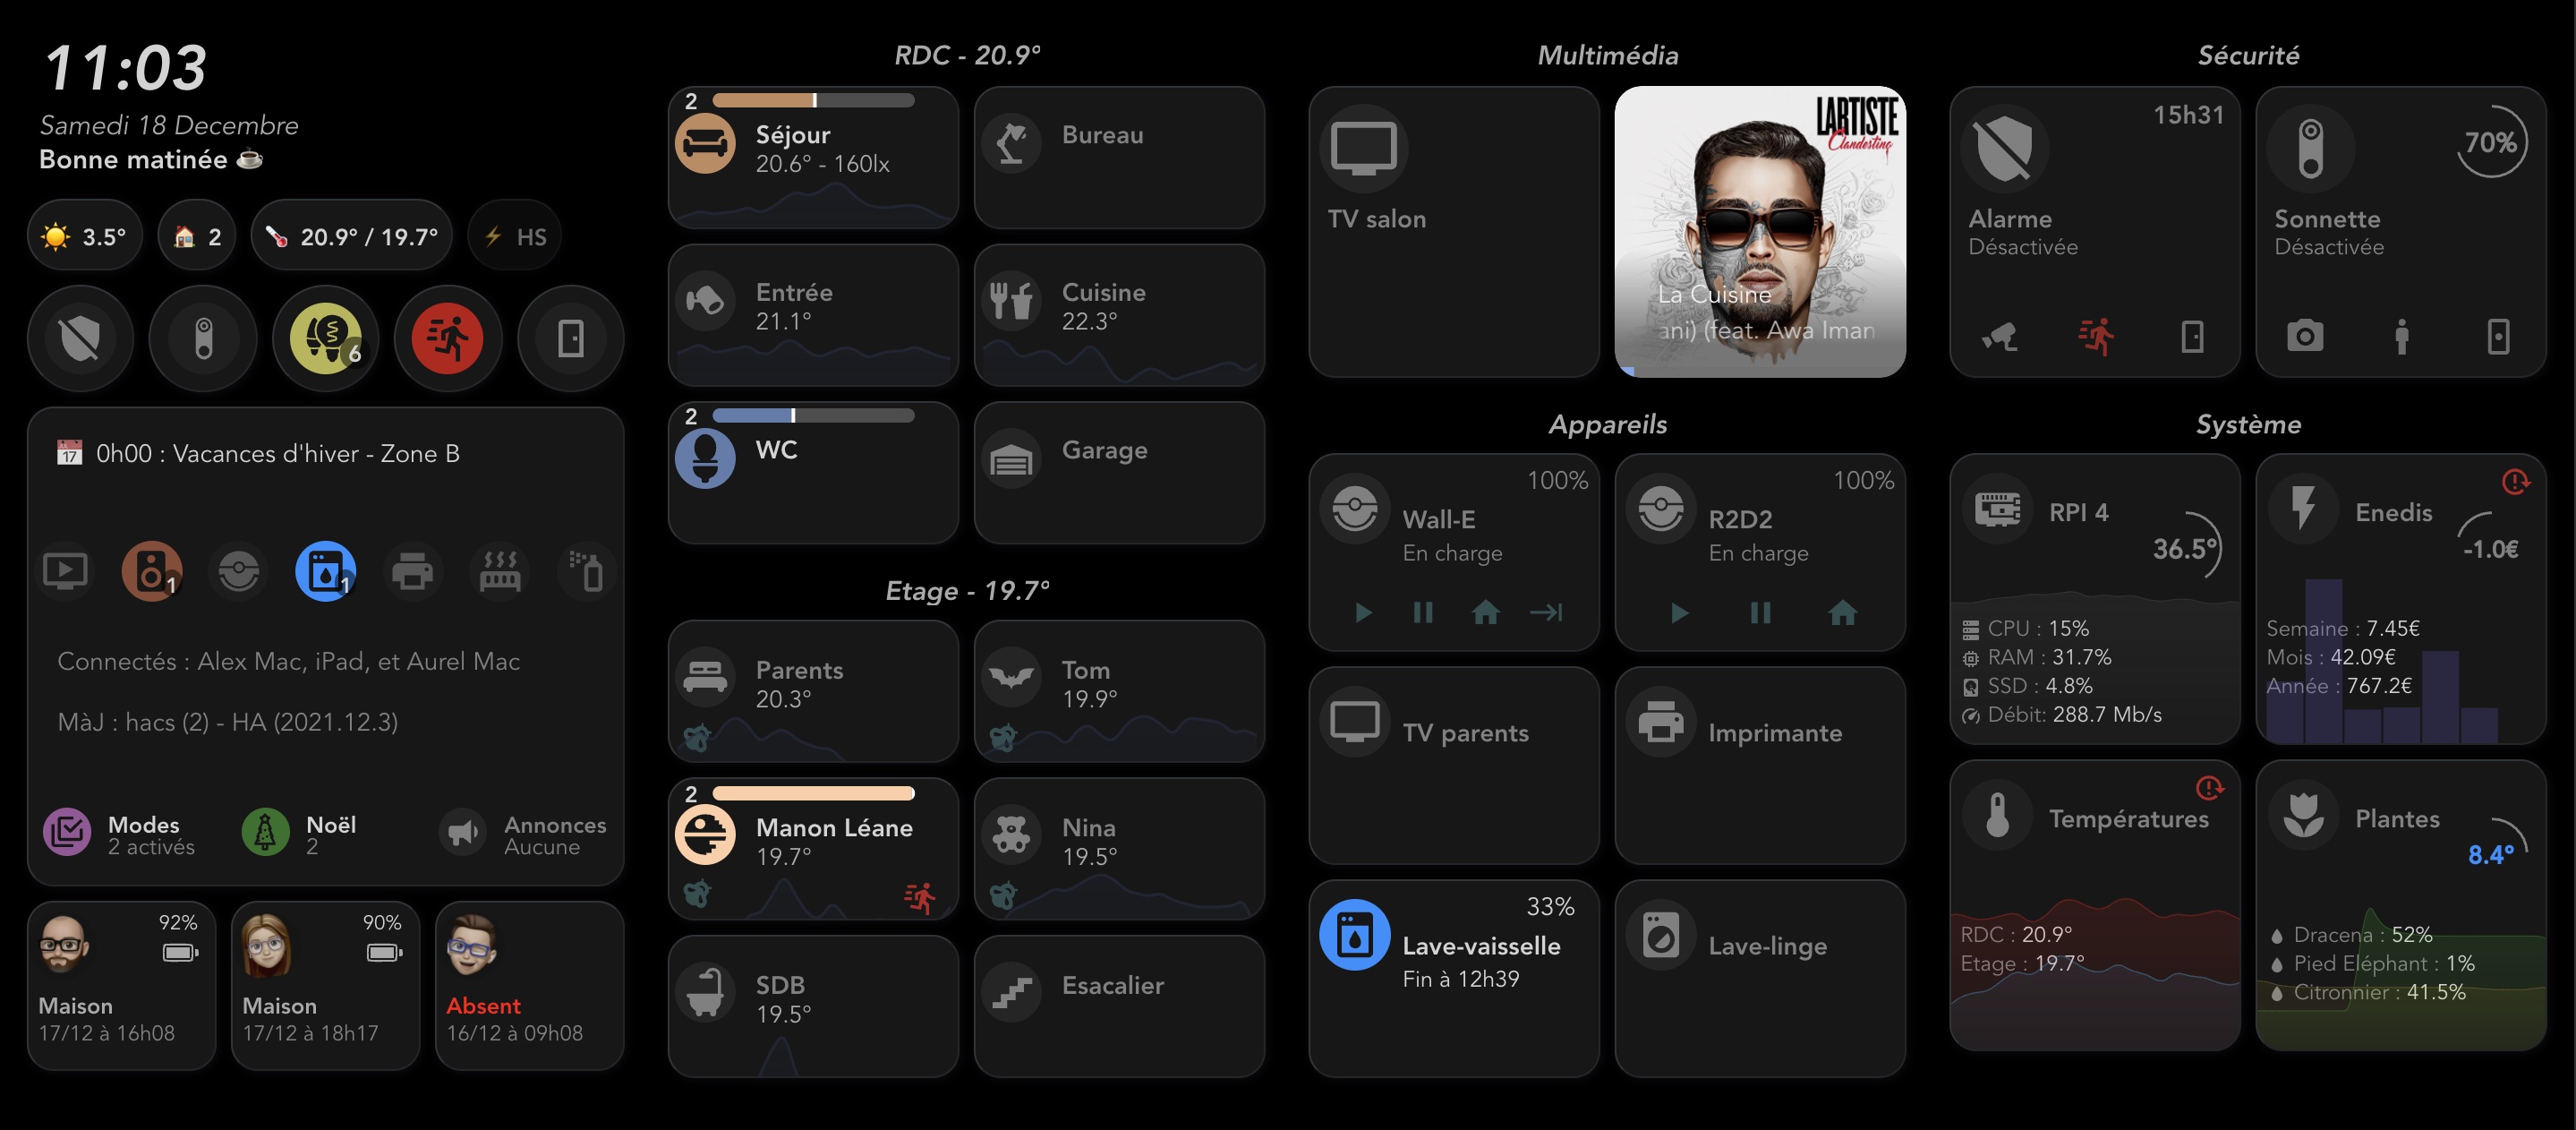 11:03
Samedi 18 Decembre
Bonne matinée
3.5°
2
20.9° / 19.7°
HS
6
17
0h00 : Vacances d'hiver - Zone B
1
1
Connectés : Alex Mac, iPad, et Aurel Mac
MàJ : hacs (2) - HA (2021.12.3)
Modes
2 activés
Noël
2
Annonces
Aucune
92%
Maison
17/12 à 16h08
90%
Maison
17/12 à 18h17
Absent
16/12 à 09h08
RDC - 20.9°
2
Séjour
20.6° - 160lx
Bureau
Entrée
21.1°
Cuisine
22.3°
2
WC
Garage
Etage - 19.7°
Parents
20.3°
Tom
19.9°
2
Manon Léane
19.7°
Nina
19.5°
SDB
19.5°
Esacalier
Multimédia
TV salon
LARTISTE
Clandestina
La Cuisine
ani) (feat. Awa Iman
Appareils
100%
Wall-E
En charge
100%
R2D2
En charge
TV parents
Imprimante
33%
Lave-vaisselle
Fin à 12h39
Lave-linge
Sécurité
15h31
Alarme
Désactivée
70%
Sonnette
Désactivée
Système
RPI 4
36.5°
CPU : 15%
RAM : 31.7%
SSD : 4.8%
Débit: 288.7 Mb/s
Enedis
-1.0€
Semaine : 7.45€
Mois : 42.09€
Année : 767.2€
Températures
RDC : 20.9°
Etage : 19.7°
Plantes
8.4°
Dracena : 52%
Pied Eléphant : 1%
Citronnier : 41.5%